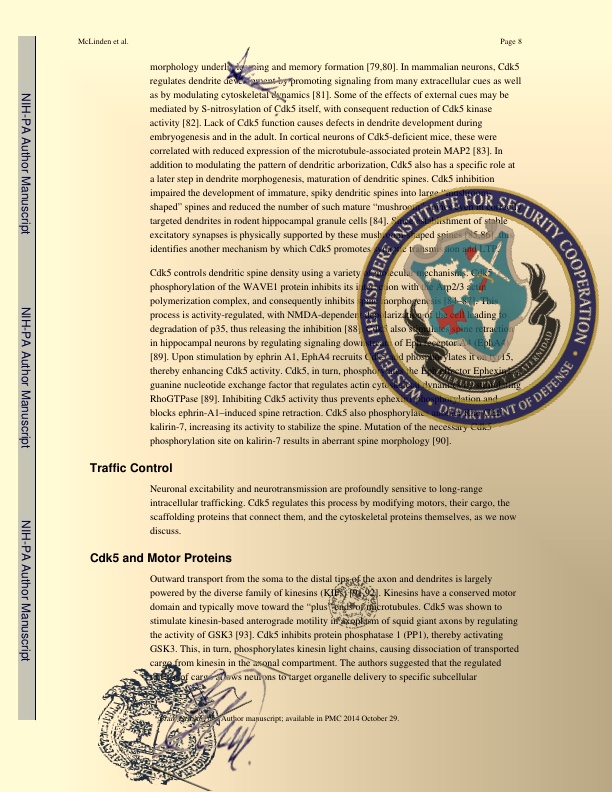 McLinden et al.
Page 8
NIH-PA Author Manuscript
NIH-PA Author Manuscript
NIH-PA Author Manuscript
morphology underlying learning and memory formation [79,80]. In mammalian neurons, Cdk5
regulates dendrite development by promoting signaling from many extracellular cues as well
as by modulating cytoskeletal dynamics [81]. Some of the effects of external cues may be
mediated by S-nitrosylation of Cdk5 itself, with consequent reduction of Cdk5 kinase
activity [82]. Lack of Cdk5 function causes defects in dendrite development during
embryogenesis and in the adult. In cortical neurons of Cdk5-deficient mice, these were
correlated with reduced expression of the microtubule-associated protein MAP2 [83]. In
addition to modulating the pattern of dendritic arborization, Cdk5 also has a specific role at
a later step in dendrite morphogenesis, maturation of dendritic spines. Cdk5 inhibition
impaired the development of immature, spiky dendritic spines into large
shaped” spines and reduced the number of such mature
targeted dendrites in rodent hippocampal granule cells [84]. establishment of stable
excitatory synapses is physically supported by these mushroom-shaped spines
identifies another mechanism by which Cdk5 promotes transmission and LTP.
Cdk5 controls dendritic spine density using a variety of molecular mechanisms. Cdk5
phosphorylation of the WAVE1 protein inhibits its interaction with the Arp2/3 actin
polymerization complex, and consequently inhibits morphogenesis This
process is activity-regulated, with NMDA-dependent depolarization of the cell leading to
degradation of p35, thus releasing the inhibition [88]. Cdk5 also spine retraction
in hippocampal neurons by regulating signaling downstream of Eph receptor
[89]. Upon stimulation by ephrin A1, EphA4 recruits Cdk5 and phosphorylates it
thereby enhancing Cdk5 activity. Cdk5, in turn, phosphorylates the Eph effector Ephexin1,
guanine nucleotide exchange factor that regulates actin cytoskeletal dynamics
RhoGTPase [89]. Inhibiting Cdk5 activity thus prevents ephexin1 phosphorylation and
blocks ephrin-A1–induced spine retraction. Cdk5 also phosphorylates
kalirin-7, increasing its activity to stabilize the spine. Mutation of the necessary Cdk5
phosphorylation site on kalirin-7 results in aberrant spine morphology [90].
WESTERN HEMISPHERE INSTITUTE FOR SECURITY COOPERATION
DEPARTMENT OF DEFENSE
Traffic Control
Neuronal excitability and neurotransmission are profoundly sensitive to long-range
intracellular trafficking. Cdk5 regulates this process by modifying motors, their cargo, the
scaffolding proteins that connect them, and the cytoskeletal proteins themselves, as we now
discuss.
Cdk5 and Motor Proteins
Outward transport from the soma to the distal tips of the axon and dendrites is largely
powered by the diverse family of kinesins (KIFs) [91,92]. Kinesins have a conserved motor
domain and typically move toward the “plus” ends of microtubules. Cdk5 was shown to
stimulate kinesin-based anterograde motility in axoplasm of squid giant axons by regulating
the activity of GSK3 [93]. Cdk5 inhibits protein phosphatase 1 (PP1), thereby activating
GSK3. This, in turn, phosphorylates kinesin light chains, causing dissociation of transported
cargo from kinesin in the axonal compartment. The authors suggested that the regulated
of cargo allows neurons to target organelle delivery to specific subcellular
Author manuscript; available in PMC 2014 October 29.